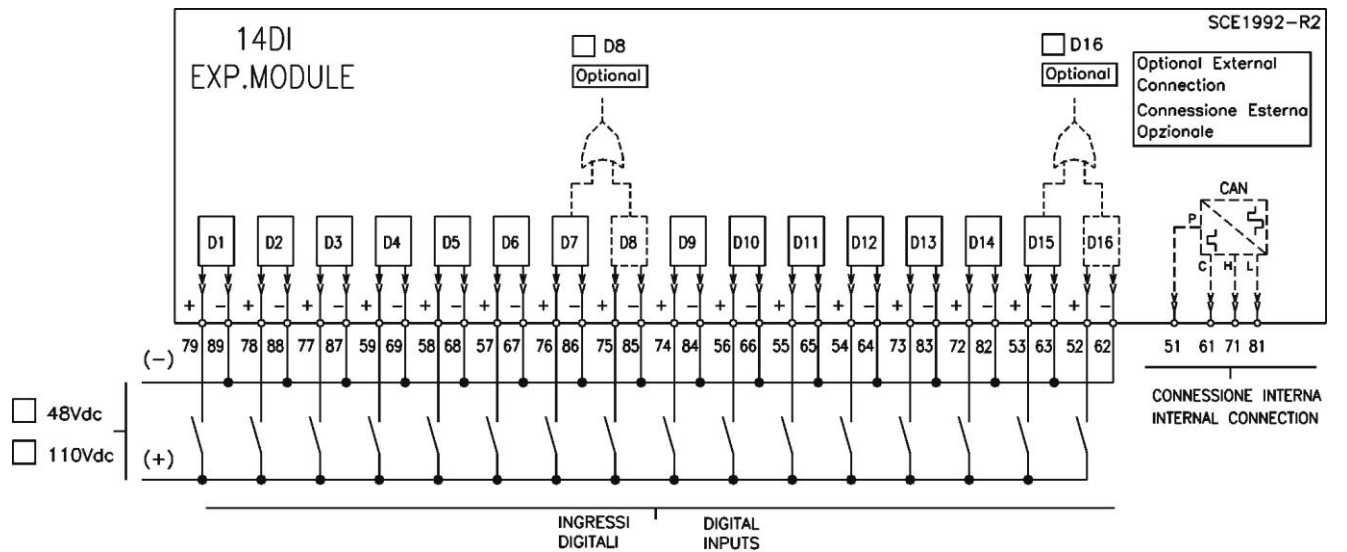 SCE1992-R2
14DI
EXP.MODULE
D8
Optional
D16
Optional
Optional External
Connection
Connessione Esterna
Opzionale
CAN
P
C H L
D1 D2 D3 D4 D5 D6 D7 D8 D9 D10 D11 D12 D13 D14 D15 D16
+ − + − + − + − + − + − + − + − + − + − + − + − + − + − + − + −
79 89 78 88 77 87 59 69 58 68 57 67 76 86 75 85 74 84 56 66 55 65 54 64 73 83 72 82 53 63 52 62 51 61 71 81
(−)
48Vdc
110Vdc
(+)
CONNESSIONE INTERNA
INTERNAL CONNECTION
INGRESSI DIGITAL
DIGITALI INPUTS